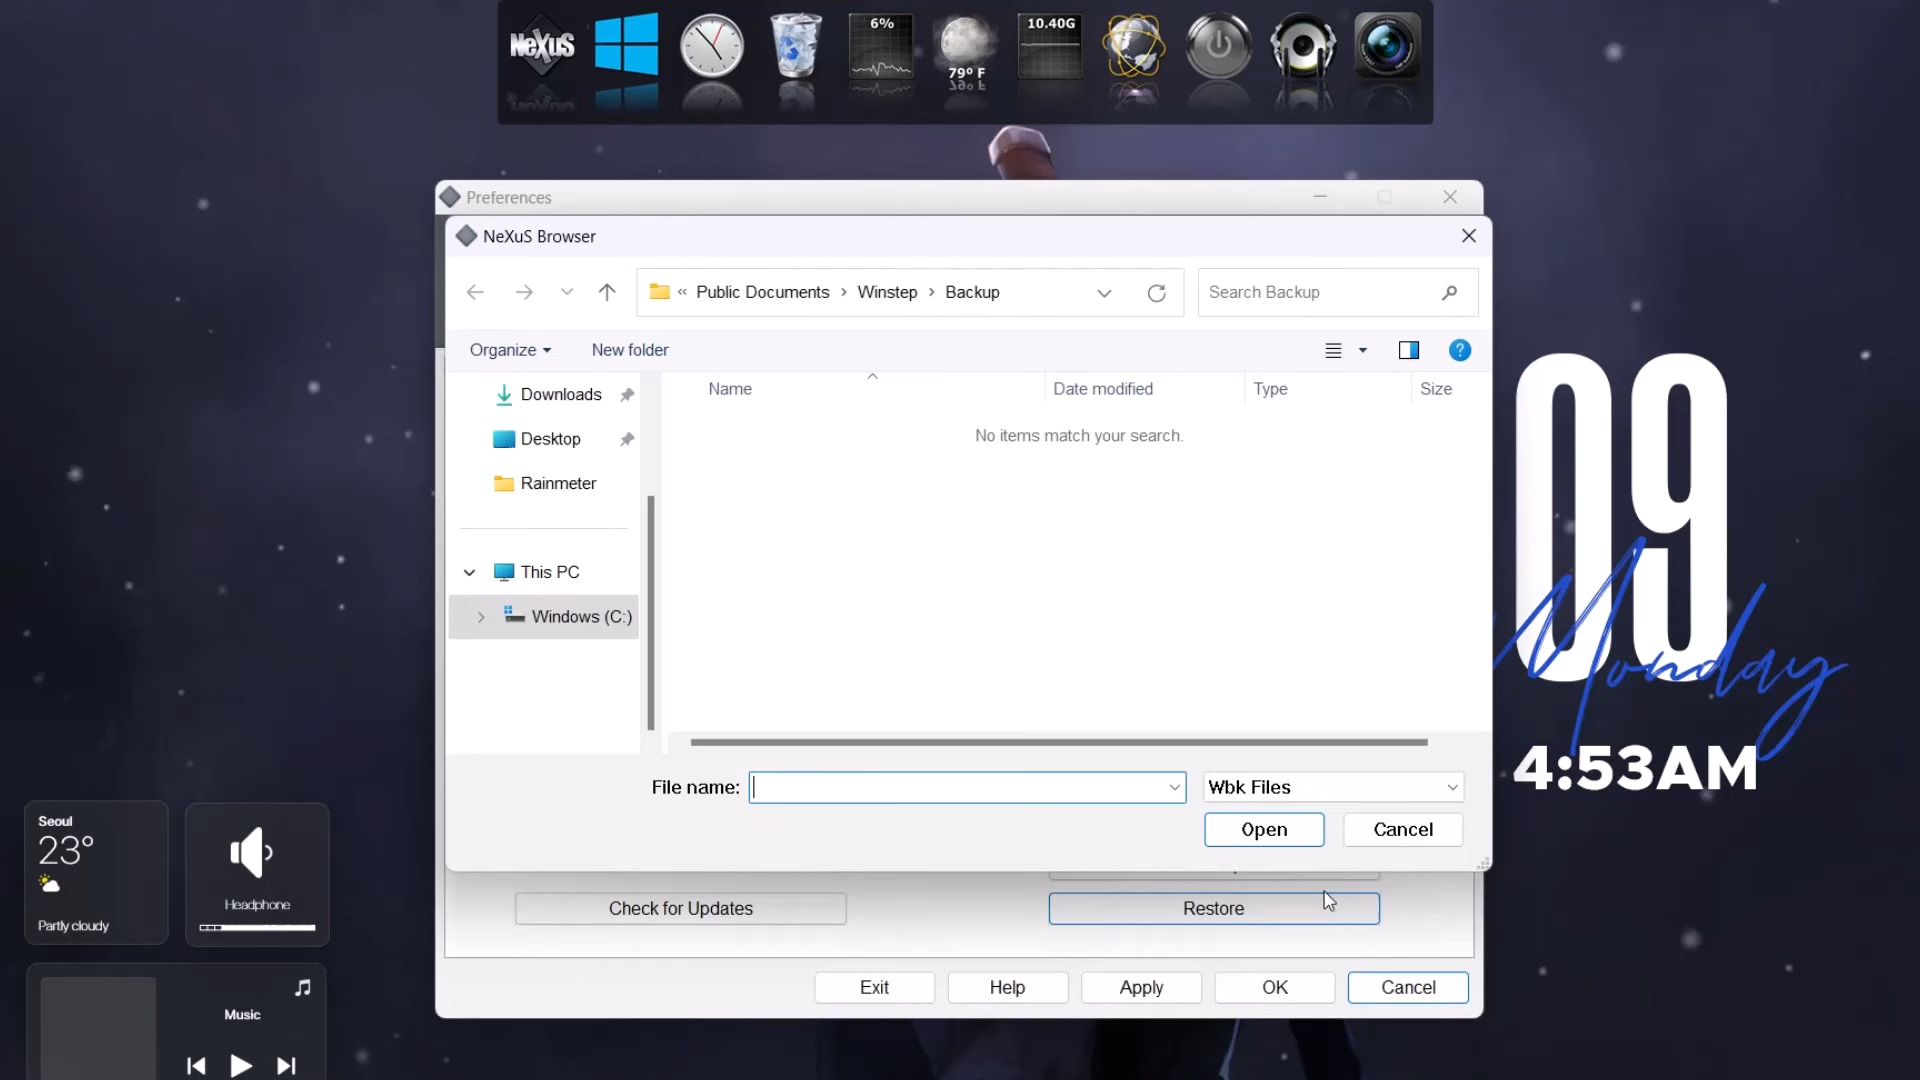 NeXuS
6%
79° F
10.40G
Preferences
NeXuS Browser
« Public Documents › Winstep › Backup
Search Backup
Organize
New folder
?
Downloads
Desktop
Rainmeter
This PC
Windows (C:)
Name
Date modified
Type
Size
No items match your search.
File name:
Wbk Files
Open
Cancel
Check for Updates
Restore
Exit
Help
Apply
OK
Cancel
09
Monday
4:53AM
Seoul
23°
Partly cloudy
Headphone
Music